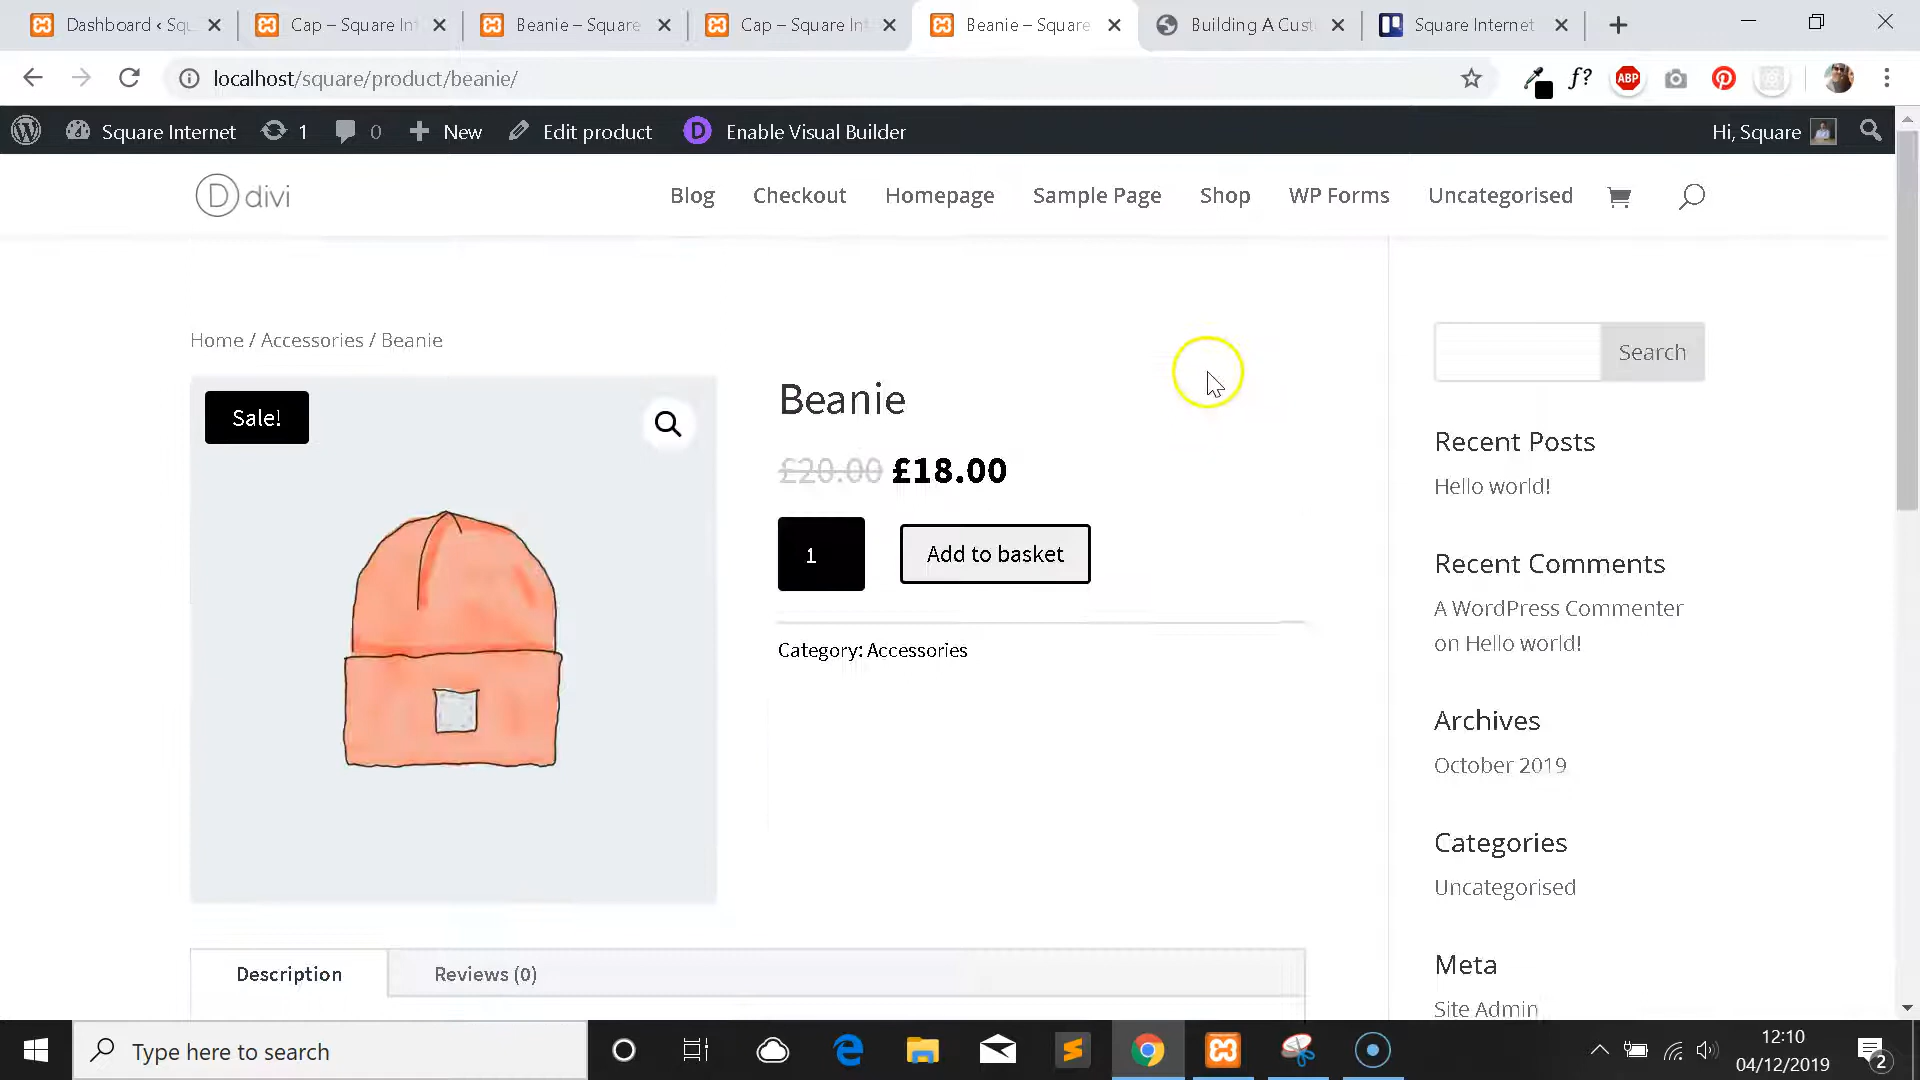 Dashboard ‹ Squ
Cap – Square Int
Beanie – Square
Cap – Square Int
Beanie – Square
Building A Cust
Square Internet
localhost/square/product/beanie/
f?
ABP
Square Internet
1
0
New
Edit product
D
Enable Visual Builder
Hi, Square
D divi
Blog
Checkout
Homepage
Sample Page
Shop
WP Forms
Uncategorised
Home / Accessories / Beanie
Sale!
Beanie
£20.00 £18.00
1
Add to basket
Category: Accessories
Description
Reviews (0)
Search
Recent Posts
Hello world!
Recent Comments
A WordPress Commenter
on Hello world!
Archives
October 2019
Categories
Uncategorised
Meta
Site Admin
Type here to search
12:10
04/12/2019
2